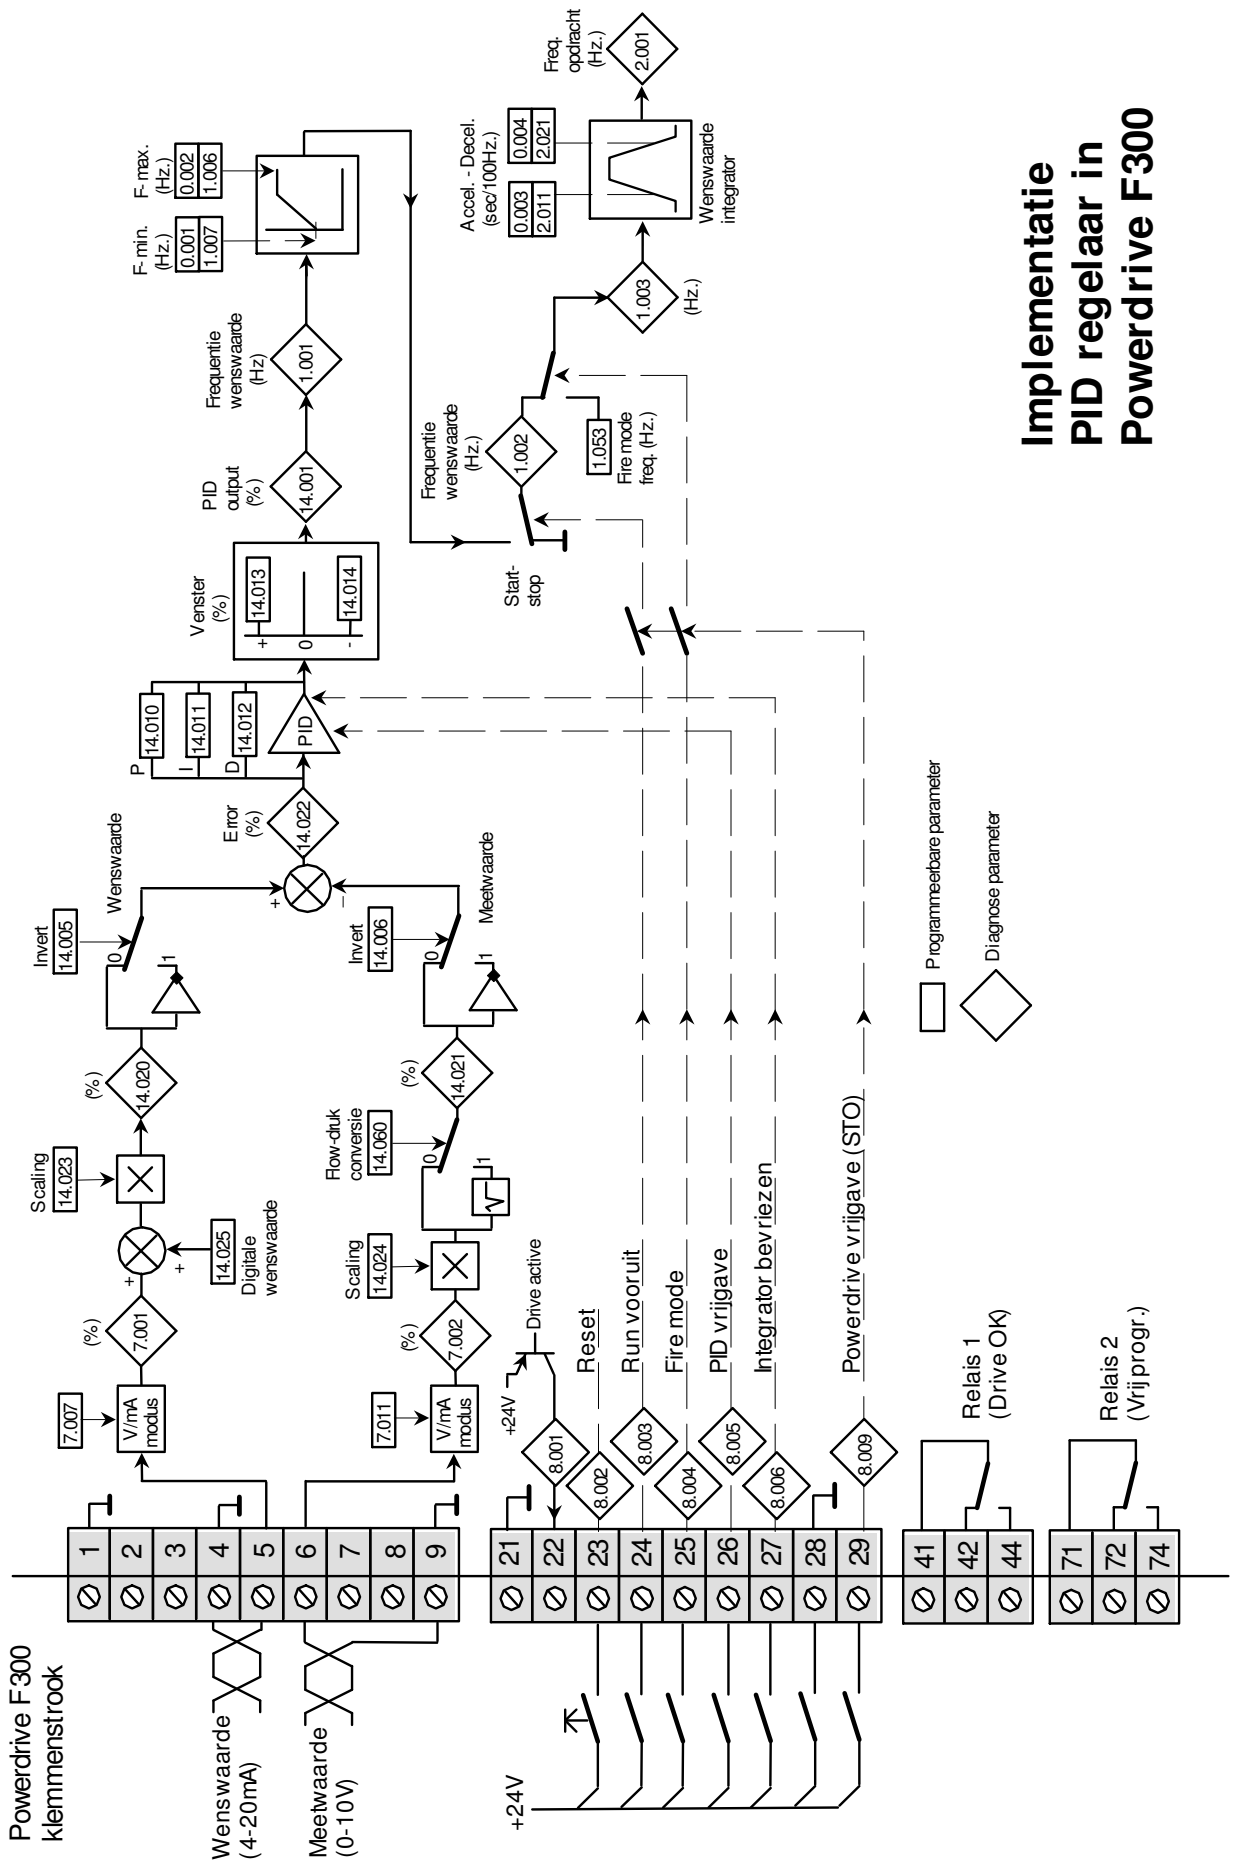 Powerdrive F300
klemmenstrook
Wenswaarde
(4-20mA)
Meetwaarde
(0-10V)
+24V
1
2
3
4
5
6
7
8
9
21
22
23
24
25
26
27
28
29
41
42
44
71
72
74
7.007
V/mA
modus
(%)
7.001
+
+
14.025
Digitale
wenswaarde
Scaling
14.023
(%)
14.020
Invert
14.005
0
1
Wenswaarde
7.011
V/mA
modus
(%)
7.002
Scaling
14.024
Flow-druk
conversie
14.060
0
1
√
(%)
14.021
Invert
14.006
0
1
Meetwaarde
+
–
Error
(%)
14.022
P
14.010
I
14.011
D
14.012
PID
Venster
(%)
+
14.013
0
-
14.014
PID
output
(%)
14.001
Frequentie
wenswaarde
(Hz)
1.001
F-min.
(Hz.)
0.001
1.007
F-max.
(Hz.)
0.002
1.006
Start-
stop
Frequentie
wenswaarde
(Hz.)
1.002
1.053
Fire mode
freq. (Hz.)
1.003
(Hz.)
Accel. - Decel.
(sec/100Hz.)
0.003
2.011
0.004
2.021
Wenswaarde
integrator
Freq.
opdracht
(Hz.)
2.001
+24V
Drive active
8.001
8.002
Reset
8.003
Run vooruit
8.004
Fire mode
8.005
PID vrijgave
8.006
Integrator bevriezen
8.009
Powerdrive vrijgave (STO)
Relais 1
(Drive OK)
Relais 2
(Vrij progr.)
Programmeerbare parameter
Diagnose parameter
Implementatie
PID regelaar in
Powerdrive F300